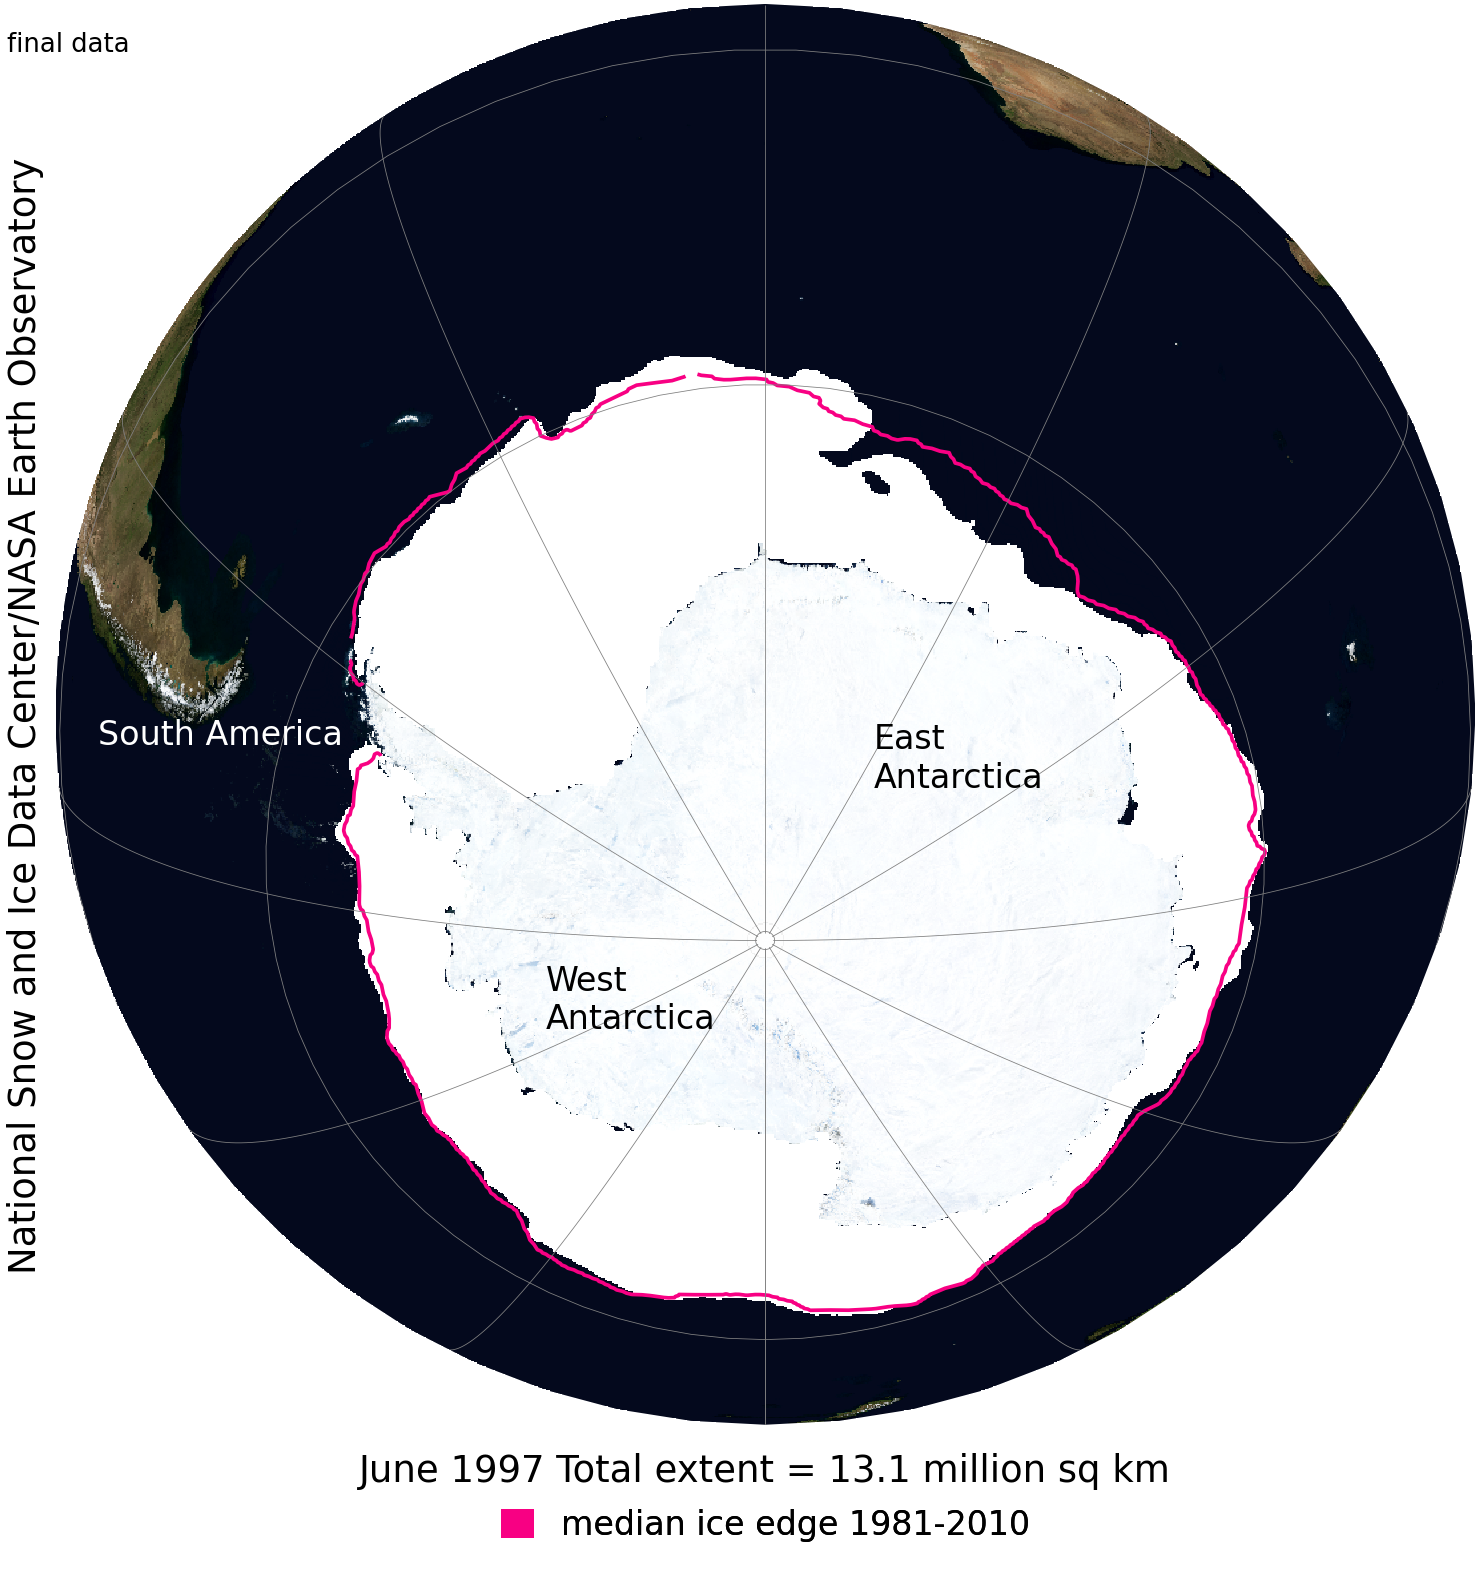 final data
National Snow and Ice Data Center/NASA Earth Observatory
South America
East
Antarctica
West
Antarctica
June 1997 Total extent = 13.1 million sq km
median ice edge 1981-2010